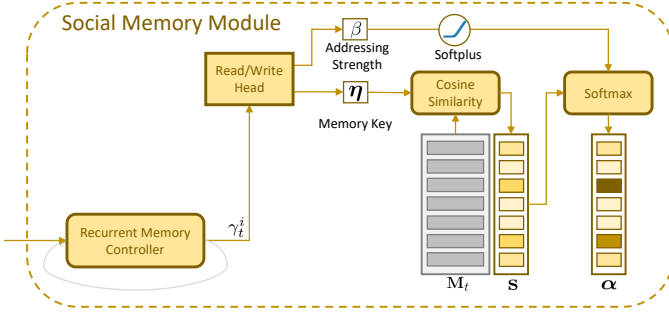 Social Memory Module
β
Addressing
Strength
Softplus
Read/Write
Head
η
Memory Key
Cosine
Similarity
Softmax
Recurrent Memory
Controller
γ_t^i
M_t
s
α